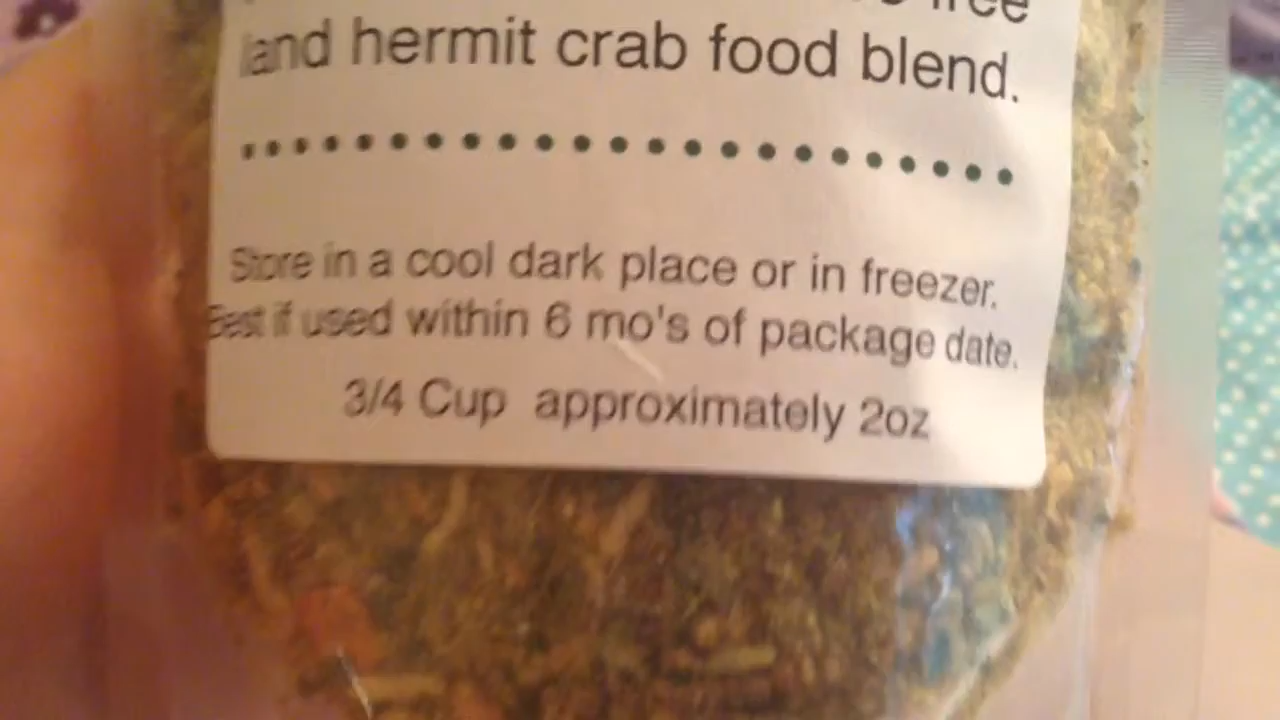 free
land hermit crab food blend.
Store in a cool dark place or in freezer.
Best if used within 6 mo's of package date.
3/4 Cup approximately 2oz